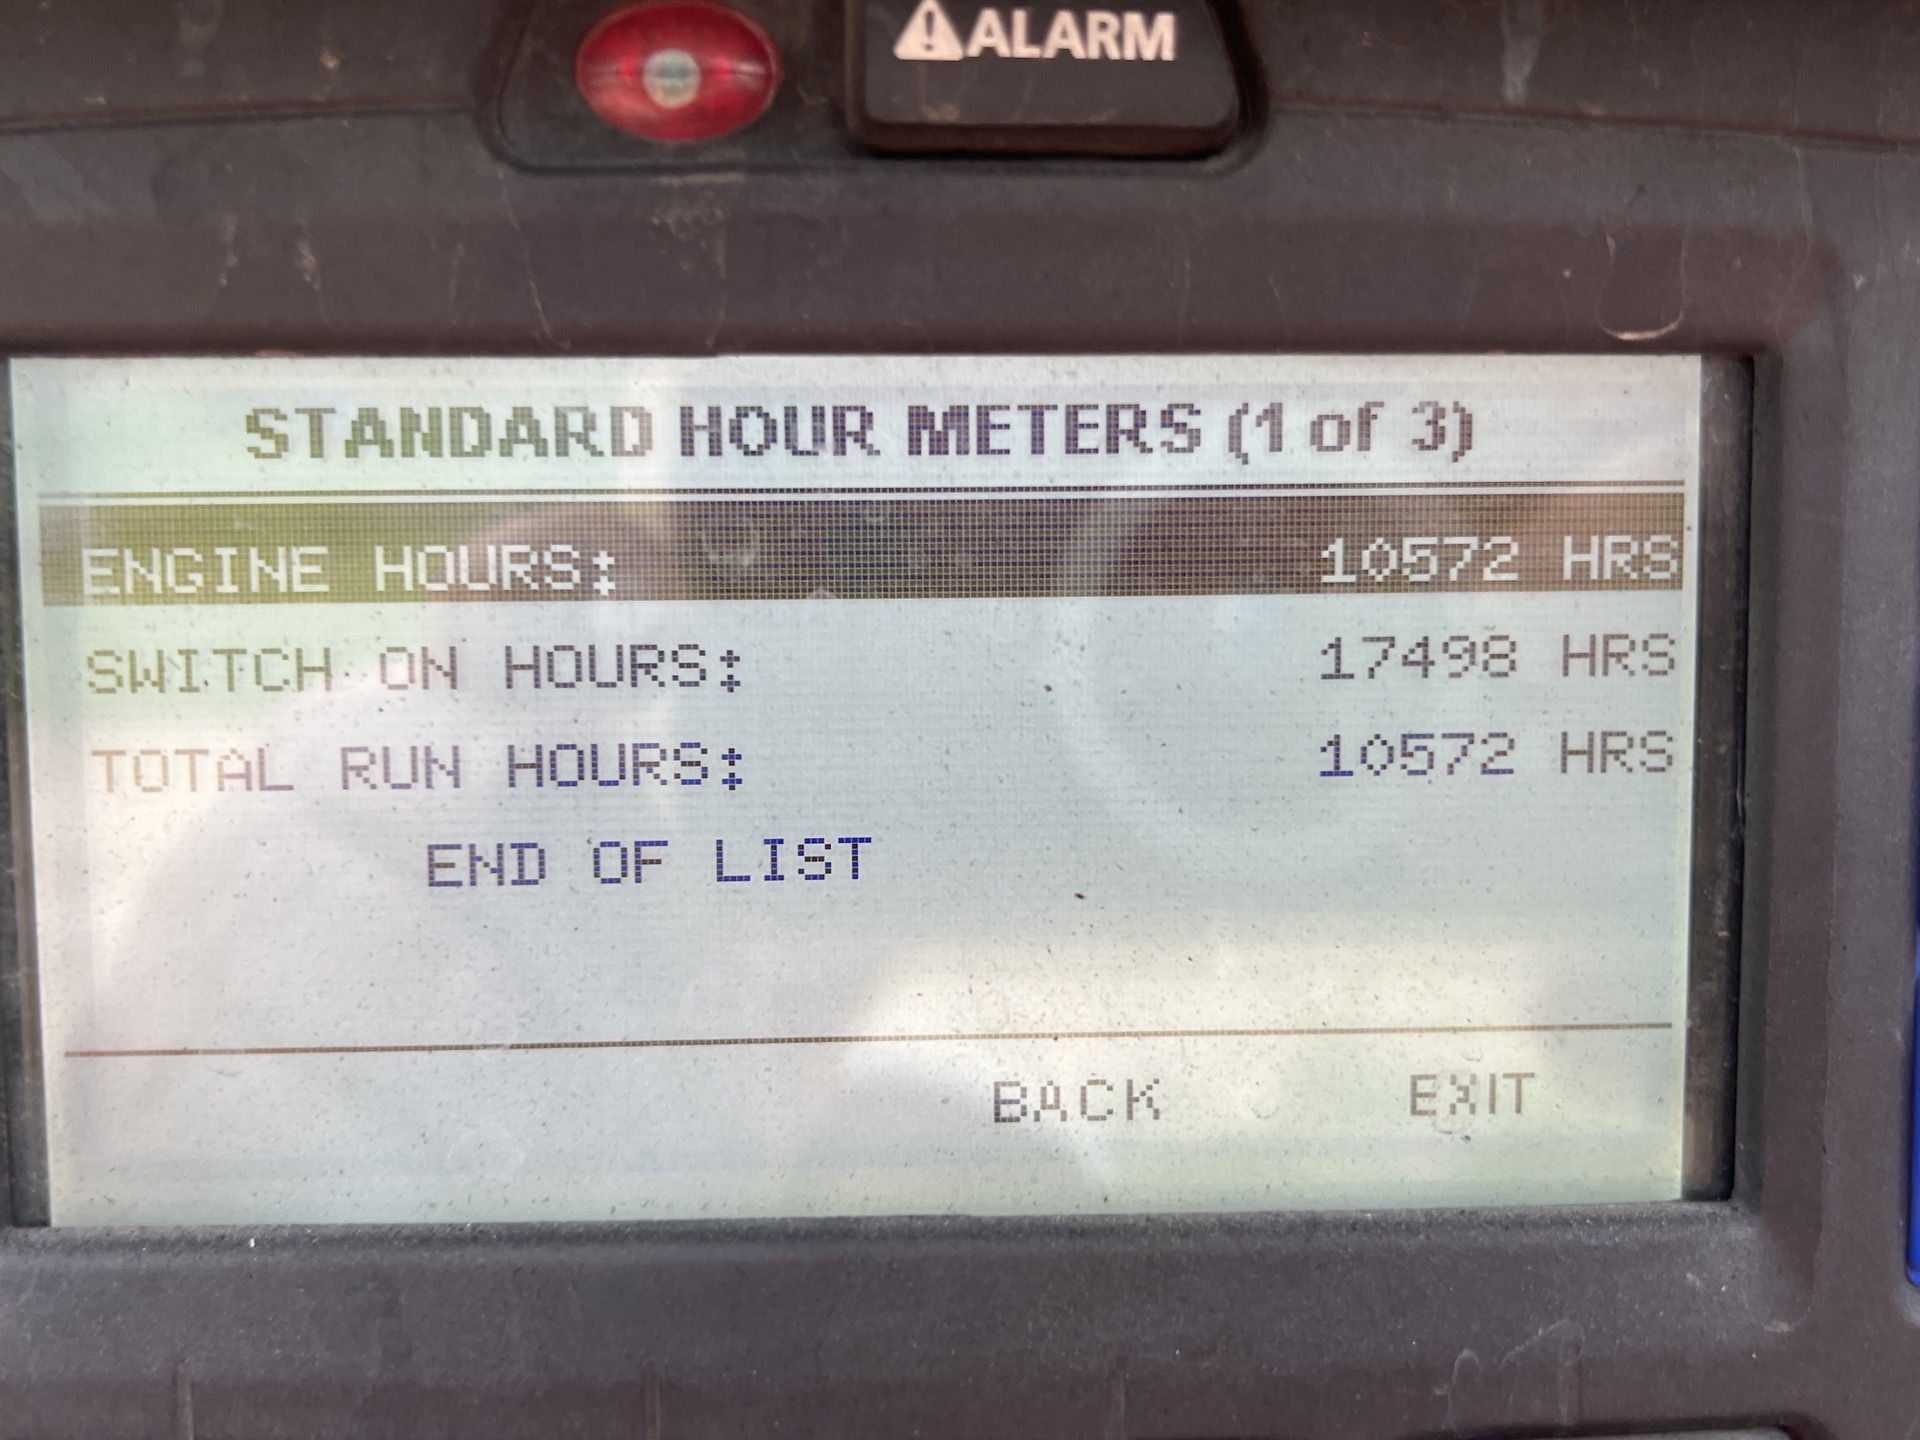 ⚠ALARM
STANDARD HOUR METERS (1 of 3)
ENGINE HOURS: 10572 HRS
SWITCH ON HOURS: 17498 HRS
TOTAL RUN HOURS: 10572 HRS
END OF LIST
BACK EXIT